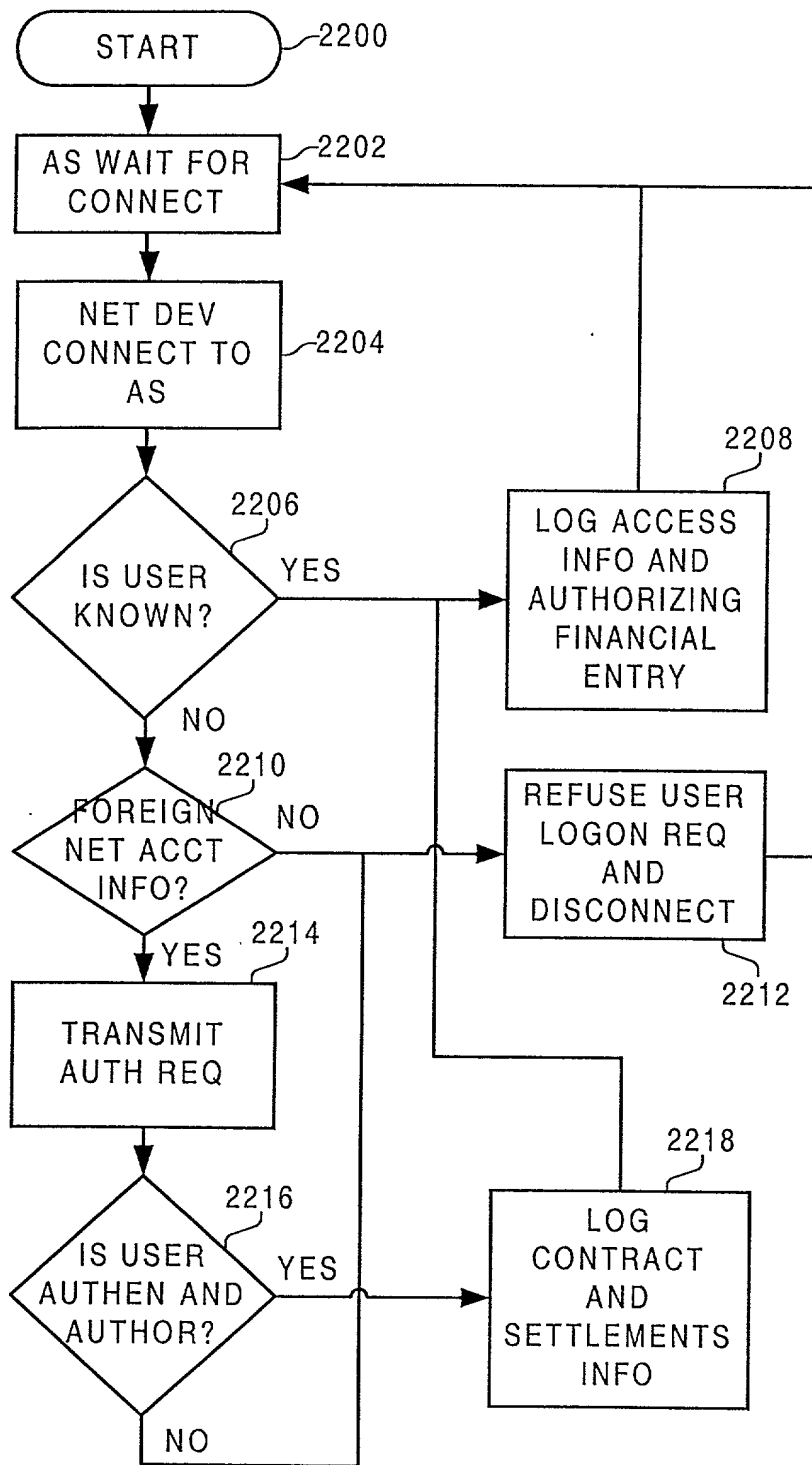 START
2200
AS WAIT FOR
CONNECT
2202
NET DEV
CONNECT TO
AS
2204
IS USER
KNOWN?
2206
YES
NO
LOG ACCESS
INFO AND
AUTHORIZING
FINANCIAL
ENTRY
2208
FOREIGN
NET ACCT
INFO?
2210
NO
YES
REFUSE USER
LOGON REQ
AND
DISCONNECT
2212
TRANSMIT
AUTH REQ
2214
IS USER
AUTHEN AND
AUTHOR?
2216
YES
NO
LOG
CONTRACT
AND
SETTLEMENTS
INFO
2218